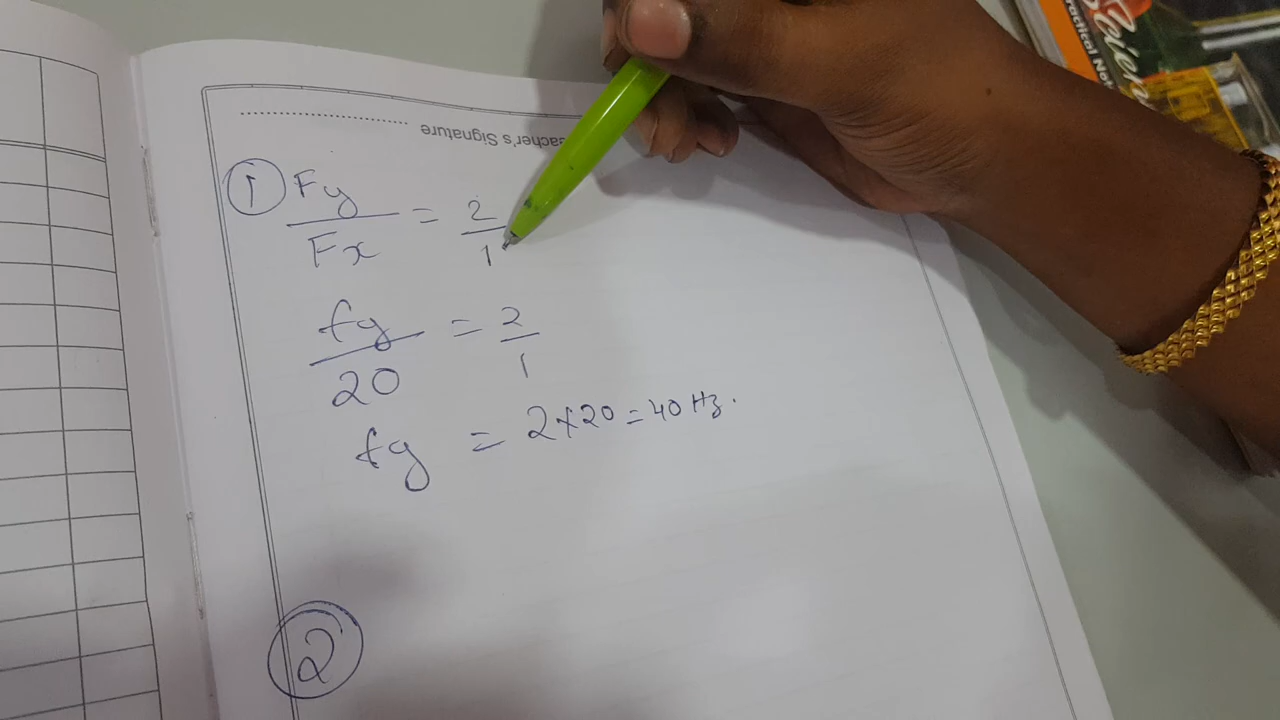 Teacher's Signature
① Fy/Fx = 2/1
fy/20 = 2/1
fy = 2×20 = 40 Hz.
②